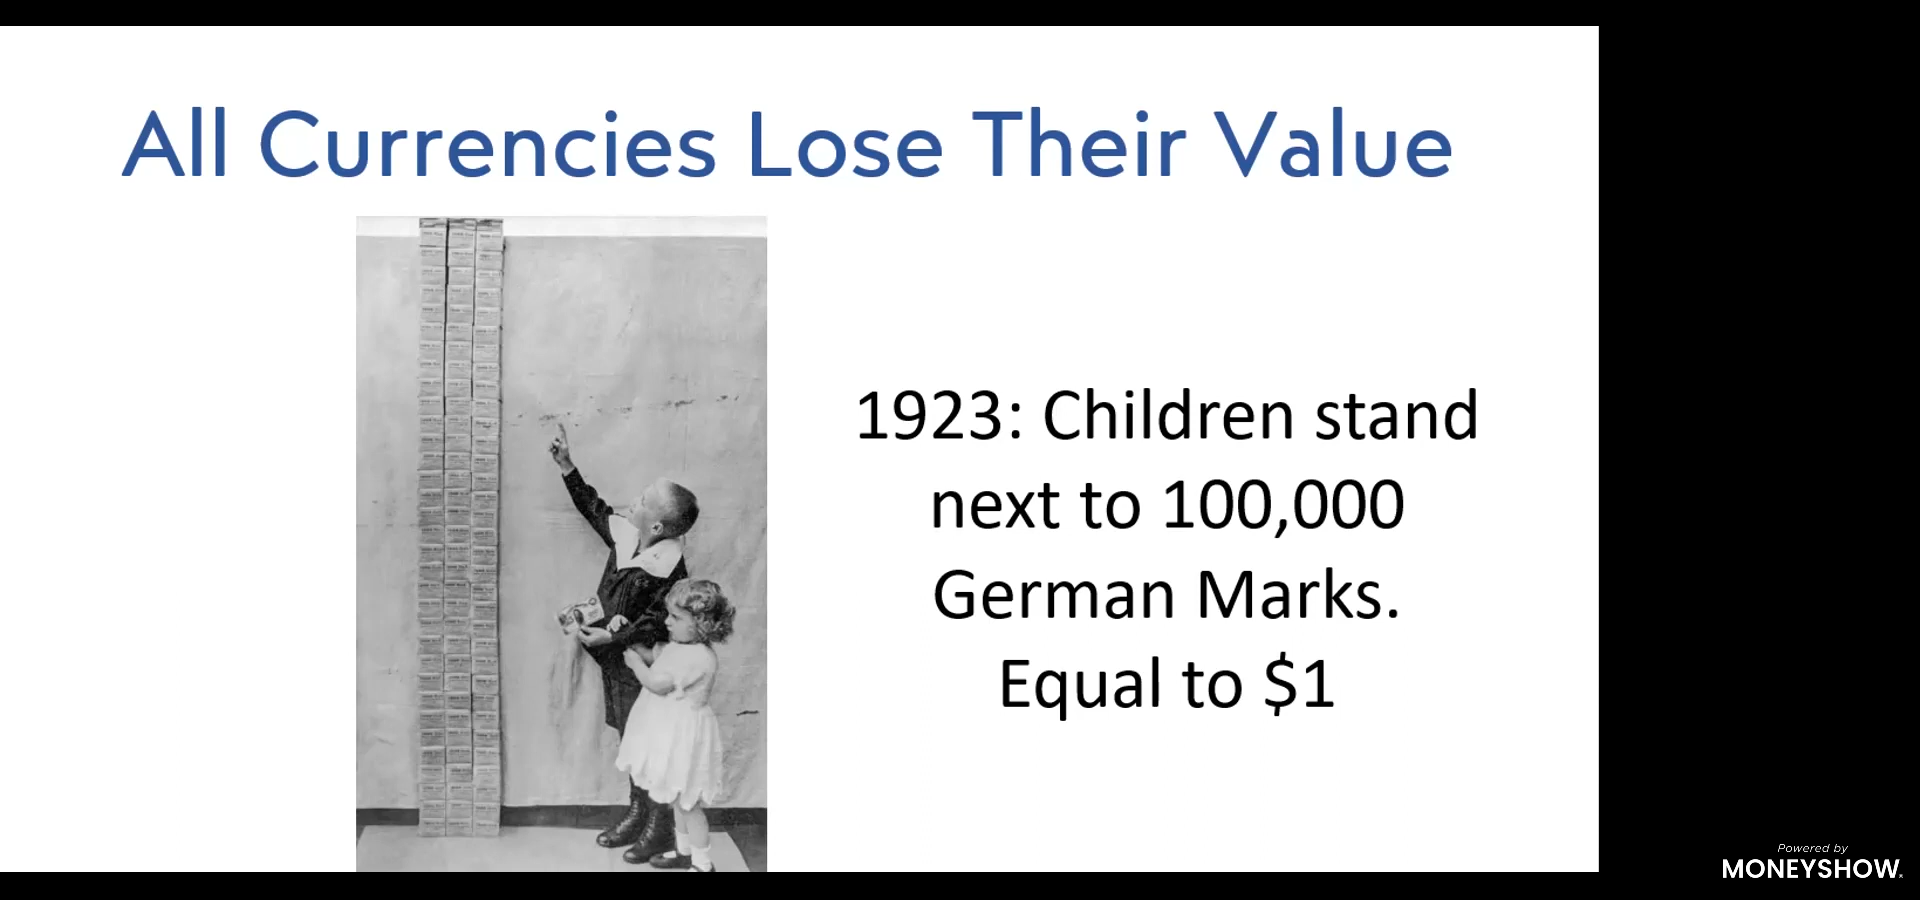 All Currencies Lose Their Value
1923: Children stand
next to 100,000
German Marks.
Equal to $1
Powered by
MONEYSHOW.